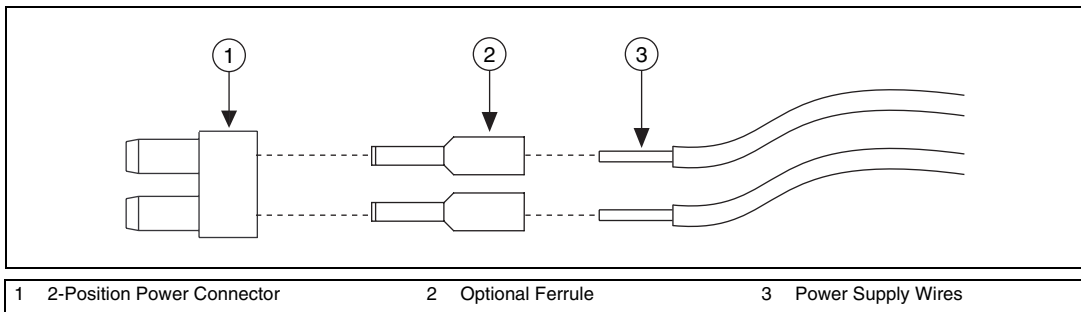 1 2 3
1 2-Position Power Connector 2 Optional Ferrule 3 Power Supply Wires